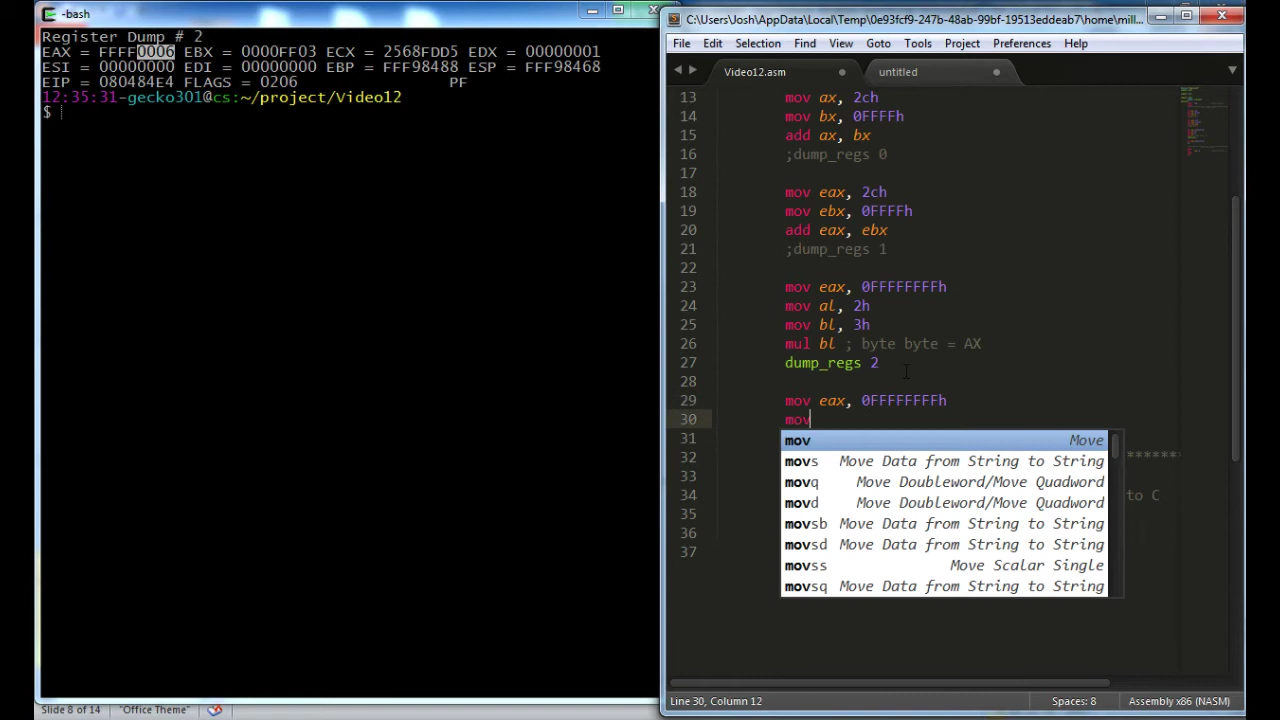 -bash
Register Dump # 2
EAX = FFFF0006 EBX = 0000FF03 ECX = 2568FDD5 EDX = 00000001
ESI = 00000000 EDI = 00000000 EBP = FFF98488 ESP = FFF98468
EIP = 080484E4 FLAGS = 0206 PF
12:35:31-gecko301@cs:~/project/Video12
$
Slide 8 of 14 "Office Theme"
C:\Users\Josh\AppData\Local\Temp\0e93fcf9-247b-48ab-99bf-19513eddeab7\home\mill...
File Edit Selection Find View Goto Tools Project Preferences Help
Video12.asm untitled
13 mov ax, 2ch
14 mov bx, 0FFFFh
15 add ax, bx
16 ;dump_regs 0
17
18 mov eax, 2ch
19 mov ebx, 0FFFFh
20 add eax, ebx
21 ;dump_regs 1
22
23 mov eax, 0FFFFFFFFh
24 mov al, 2h
25 mov bl, 3h
26 mul bl ; byte byte = AX
27 dump_regs 2
28
29 mov eax, 0FFFFFFFFh
30 mov
31 mov Move
32 movs Move Data from String to String *******
33 movq Move Doubleword/Move Quadword
34 movd Move Doubleword/Move Quadword to C
35 movsb Move Data from String to String
36 movsd Move Data from String to String
37 movss Move Scalar Single
movsq Move Data from String to String
Line 30, Column 12 Spaces: 8 Assembly x86 (NASM)